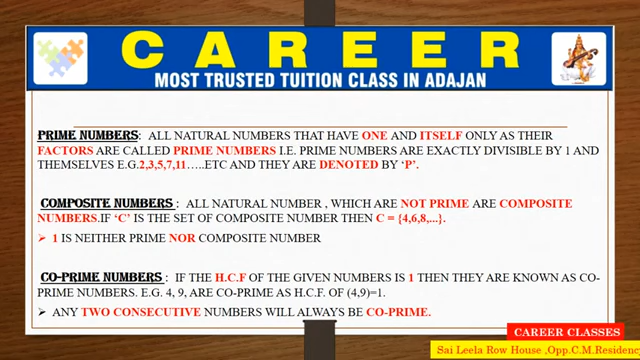 CAREER
MOST TRUSTED TUITION CLASS IN ADAJAN
PRIME NUMBERS: ALL NATURAL NUMBERS THAT HAVE ONE AND ITSELF ONLY AS THEIR
FACTORS ARE CALLED PRIME NUMBERS I.E. PRIME NUMBERS ARE EXACTLY DIVISIBLE BY 1 AND
THEMSELVES E.G.2,3,5,7,11…..ETC AND THEY ARE DENOTED BY ‘P’.
COMPOSITE NUMBERS : ALL NATURAL NUMBER , WHICH ARE NOT PRIME ARE COMPOSITE
NUMBERS.IF ‘C’ IS THE SET OF COMPOSITE NUMBER THEN C = {4,6,8,...}.
➢ 1 IS NEITHER PRIME NOR COMPOSITE NUMBER
CO-PRIME NUMBERS : IF THE H.C.F OF THE GIVEN NUMBERS IS 1 THEN THEY ARE KNOWN AS CO-
PRIME NUMBERS. E.G. 4, 9, ARE CO-PRIME AS H.C.F. OF (4,9)=1.
➢ ANY TWO CONSECUTIVE NUMBERS WILL ALWAYS BE CO-PRIME.
CAREER CLASSES
Sai Leela Row House ,Opp.C.M.Residenc